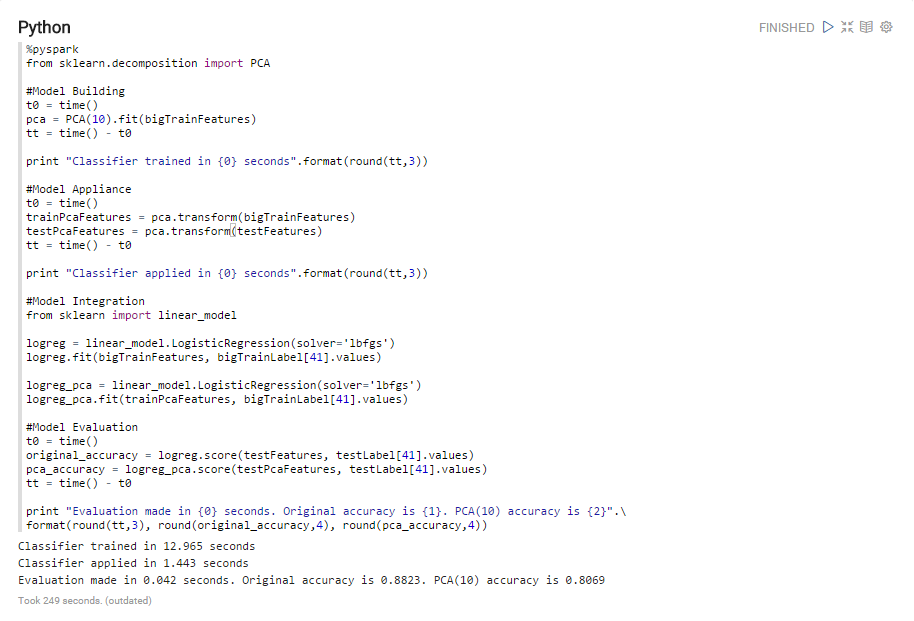 Python
FINISHED
%pyspark
from sklearn.decomposition import PCA
#Model Building
t0 = time()
pca = PCA(10).fit(bigTrainFeatures)
tt = time() - t0
print "Classifier trained in {0} seconds".format(round(tt,3))
#Model Appliance
t0 = time()
trainPcaFeatures = pca.transform(bigTrainFeatures)
testPcaFeatures = pca.transform(testFeatures)
tt = time() - t0
print "Classifier applied in {0} seconds".format(round(tt,3))
#Model Integration
from sklearn import linear_model
logreg = linear_model.LogisticRegression(solver='lbfgs')
logreg.fit(bigTrainFeatures, bigTrainLabel[41].values)
logreg_pca = linear_model.LogisticRegression(solver='lbfgs')
logreg_pca.fit(trainPcaFeatures, bigTrainLabel[41].values)
#Model Evaluation
t0 = time()
original_accuracy = logreg.score(testFeatures, testLabel[41].values)
pca_accuracy = logreg_pca.score(testPcaFeatures, testLabel[41].values)
tt = time() - t0
print "Evaluation made in {0} seconds. Original accuracy is {1}. PCA(10) accuracy is {2}".\
format(round(tt,3), round(original_accuracy,4), round(pca_accuracy,4))
Classifier trained in 12.965 seconds
Classifier applied in 1.443 seconds
Evaluation made in 0.042 seconds. Original accuracy is 0.8823. PCA(10) accuracy is 0.8069
Took 249 seconds. (outdated)